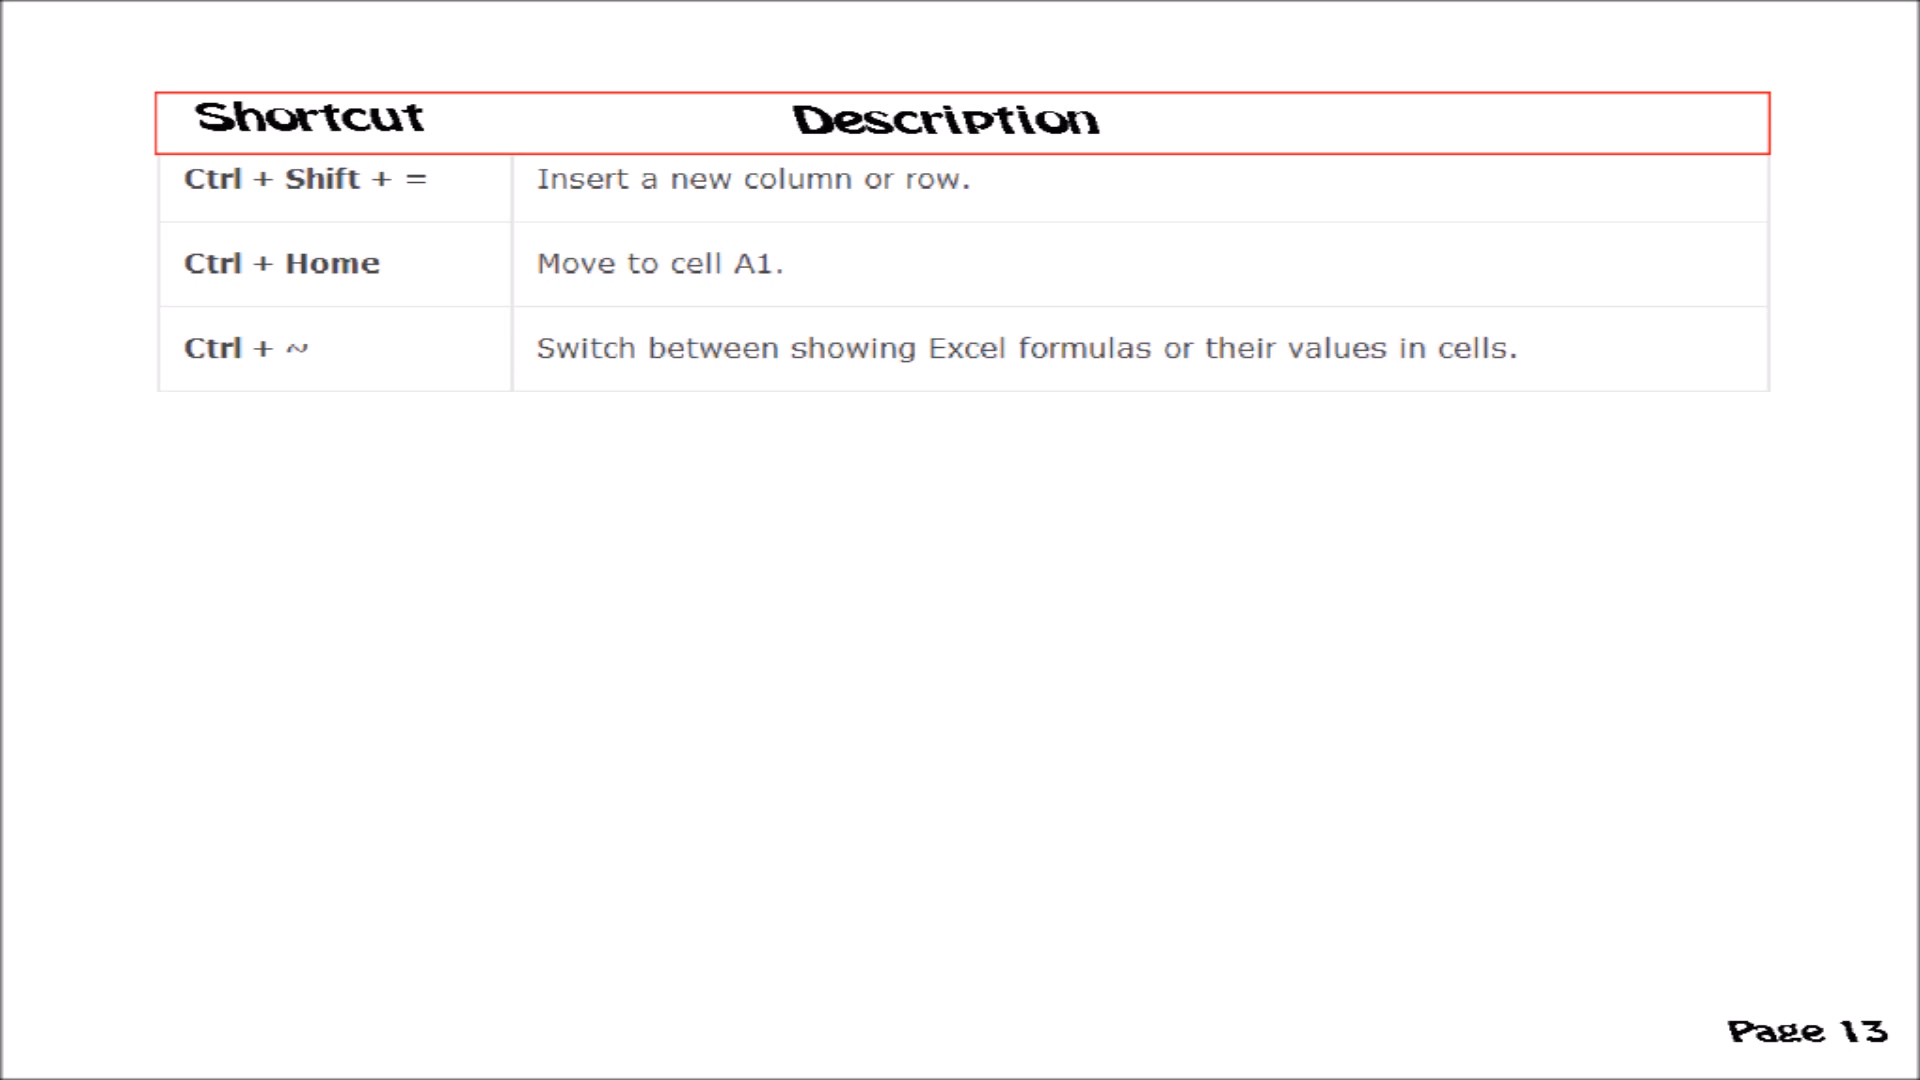 Shortcut Description
Ctrl + Shift + = Insert a new column or row.
Ctrl + Home Move to cell A1.
Ctrl + ~ Switch between showing Excel formulas or their values in cells.
Page 13